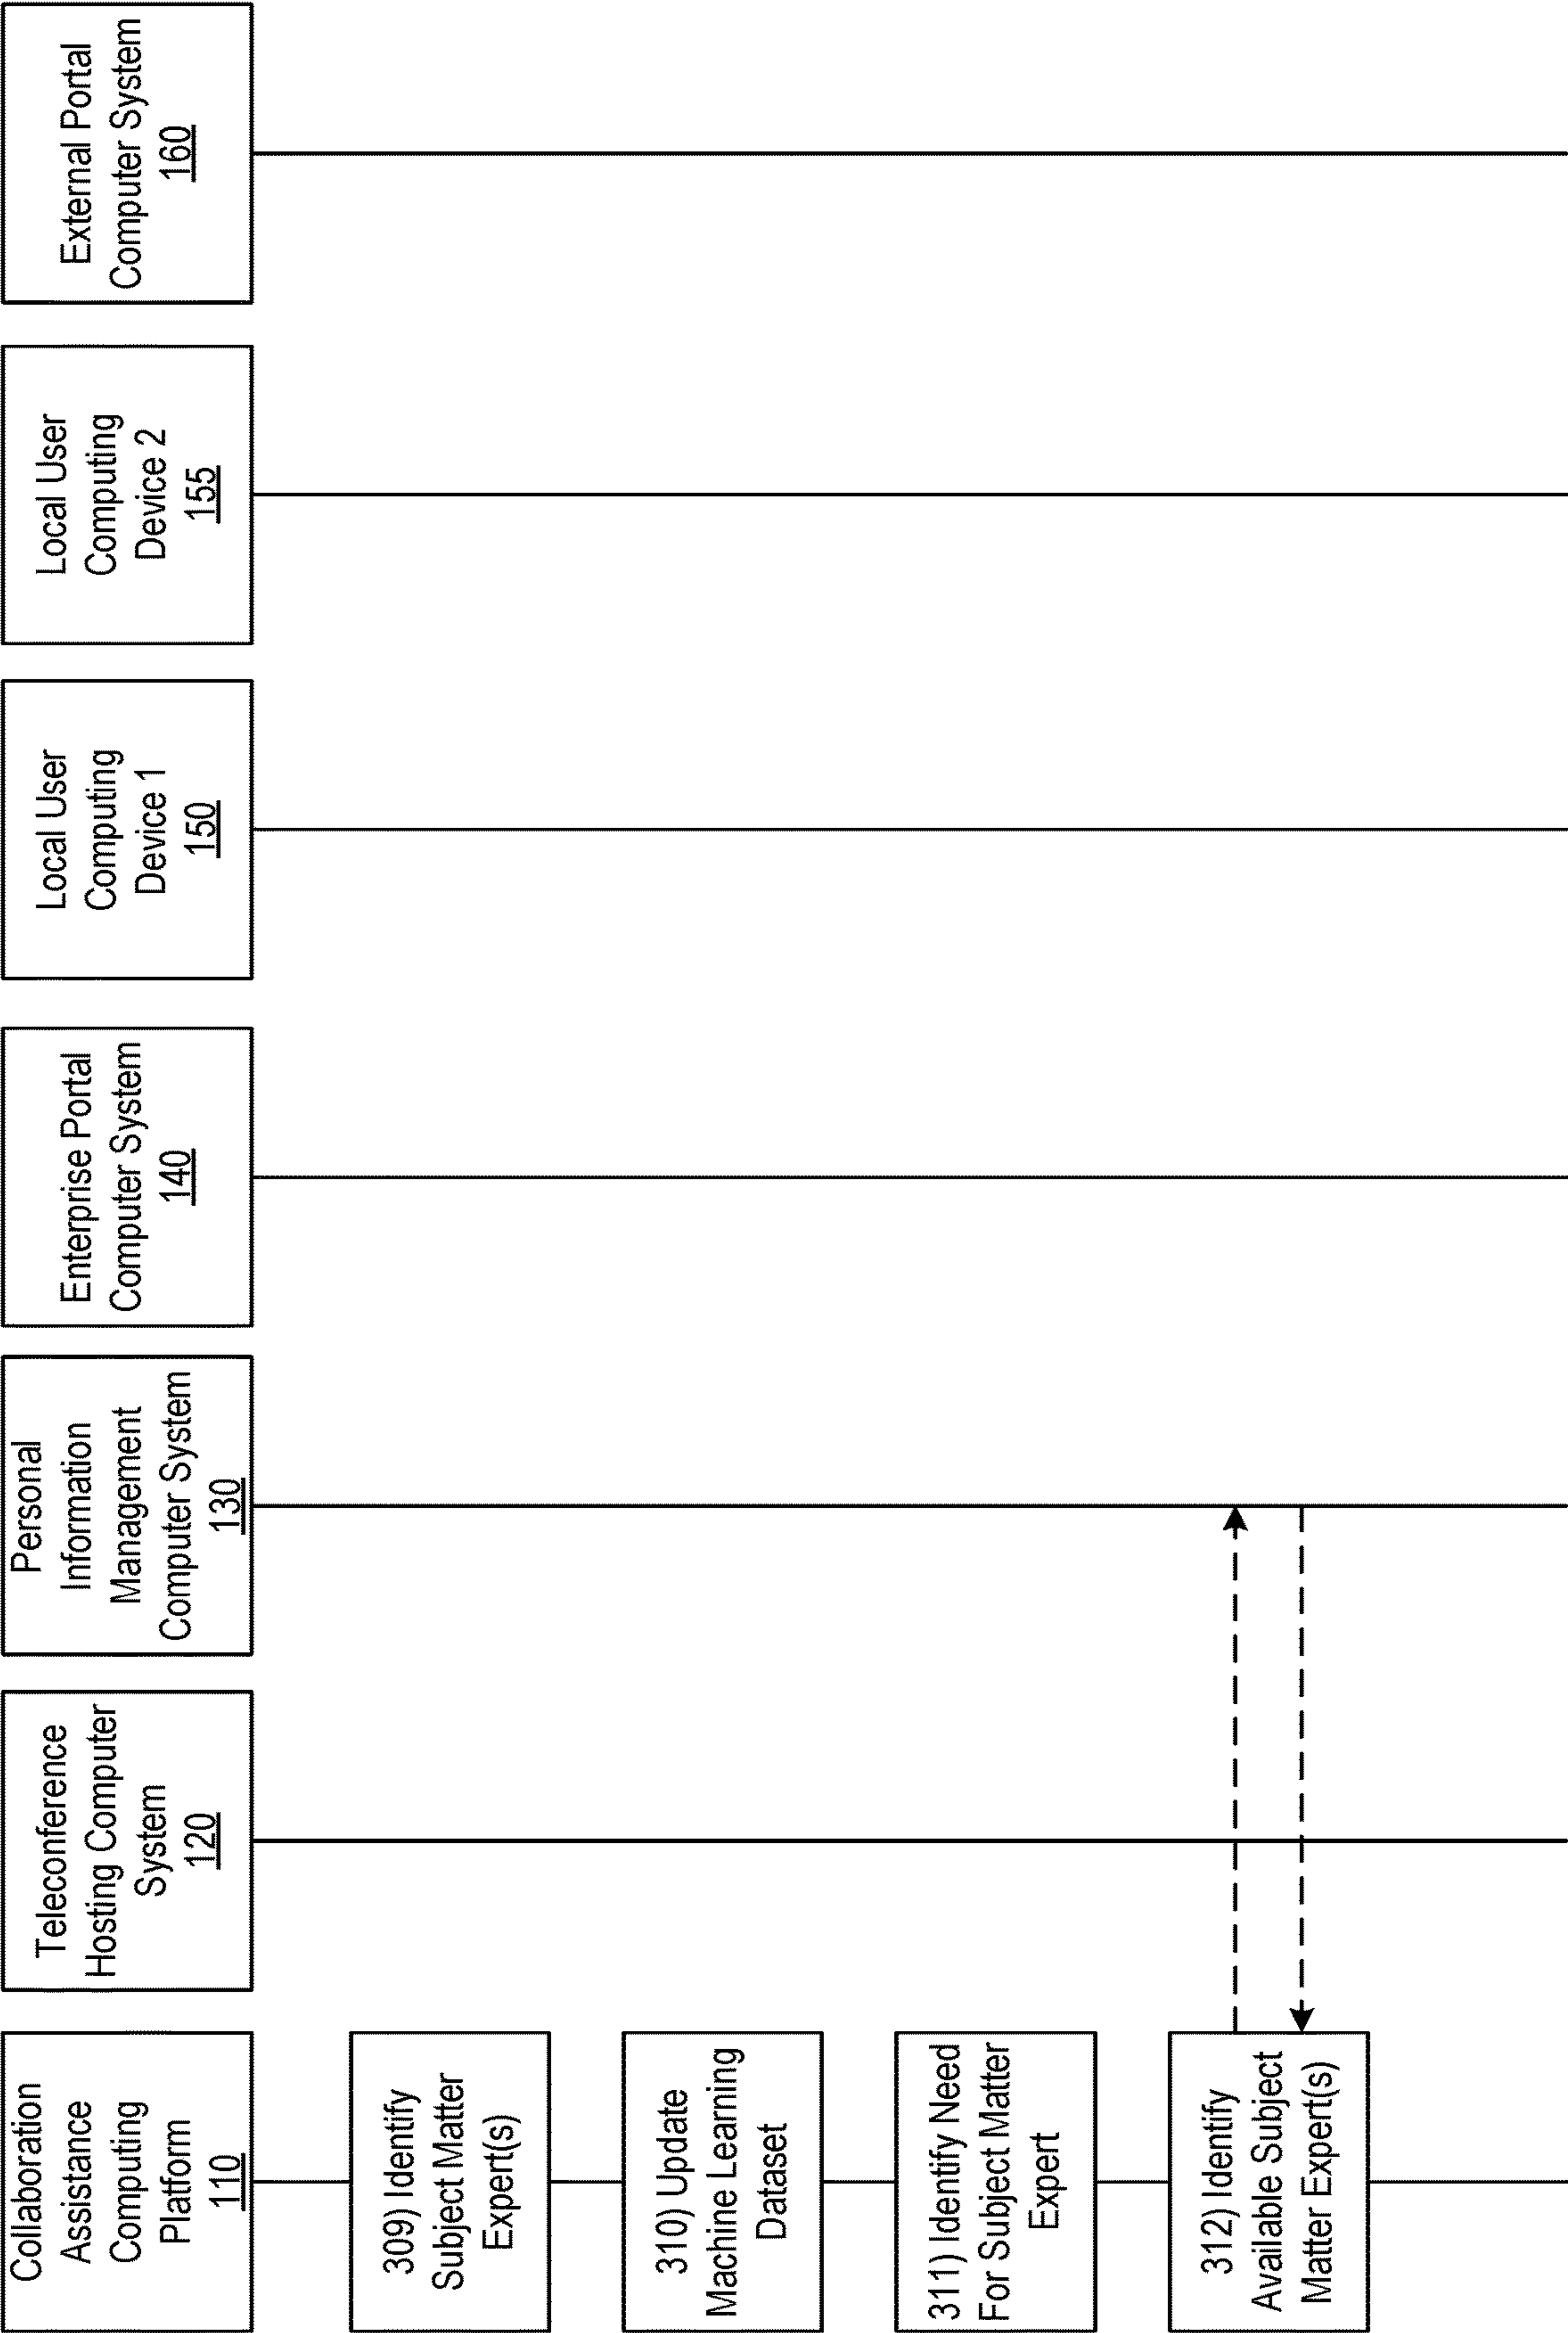 Collaboration
Assistance
Computing
Platform
110
Teleconference
Hosting Computer
System
120
Personal
Information
Management
Computer System
130
Enterprise Portal
Computer System
140
Local User
Computing
Device 1
150
Local User
Computing
Device 2
155
External Portal
Computer System
160
309) Identify
Subject Matter
Expert(s)
310) Update
Machine Learning
Dataset
311) Identify Need
For Subject Matter
Expert
312) Identify
Available Subject
Matter Expert(s)